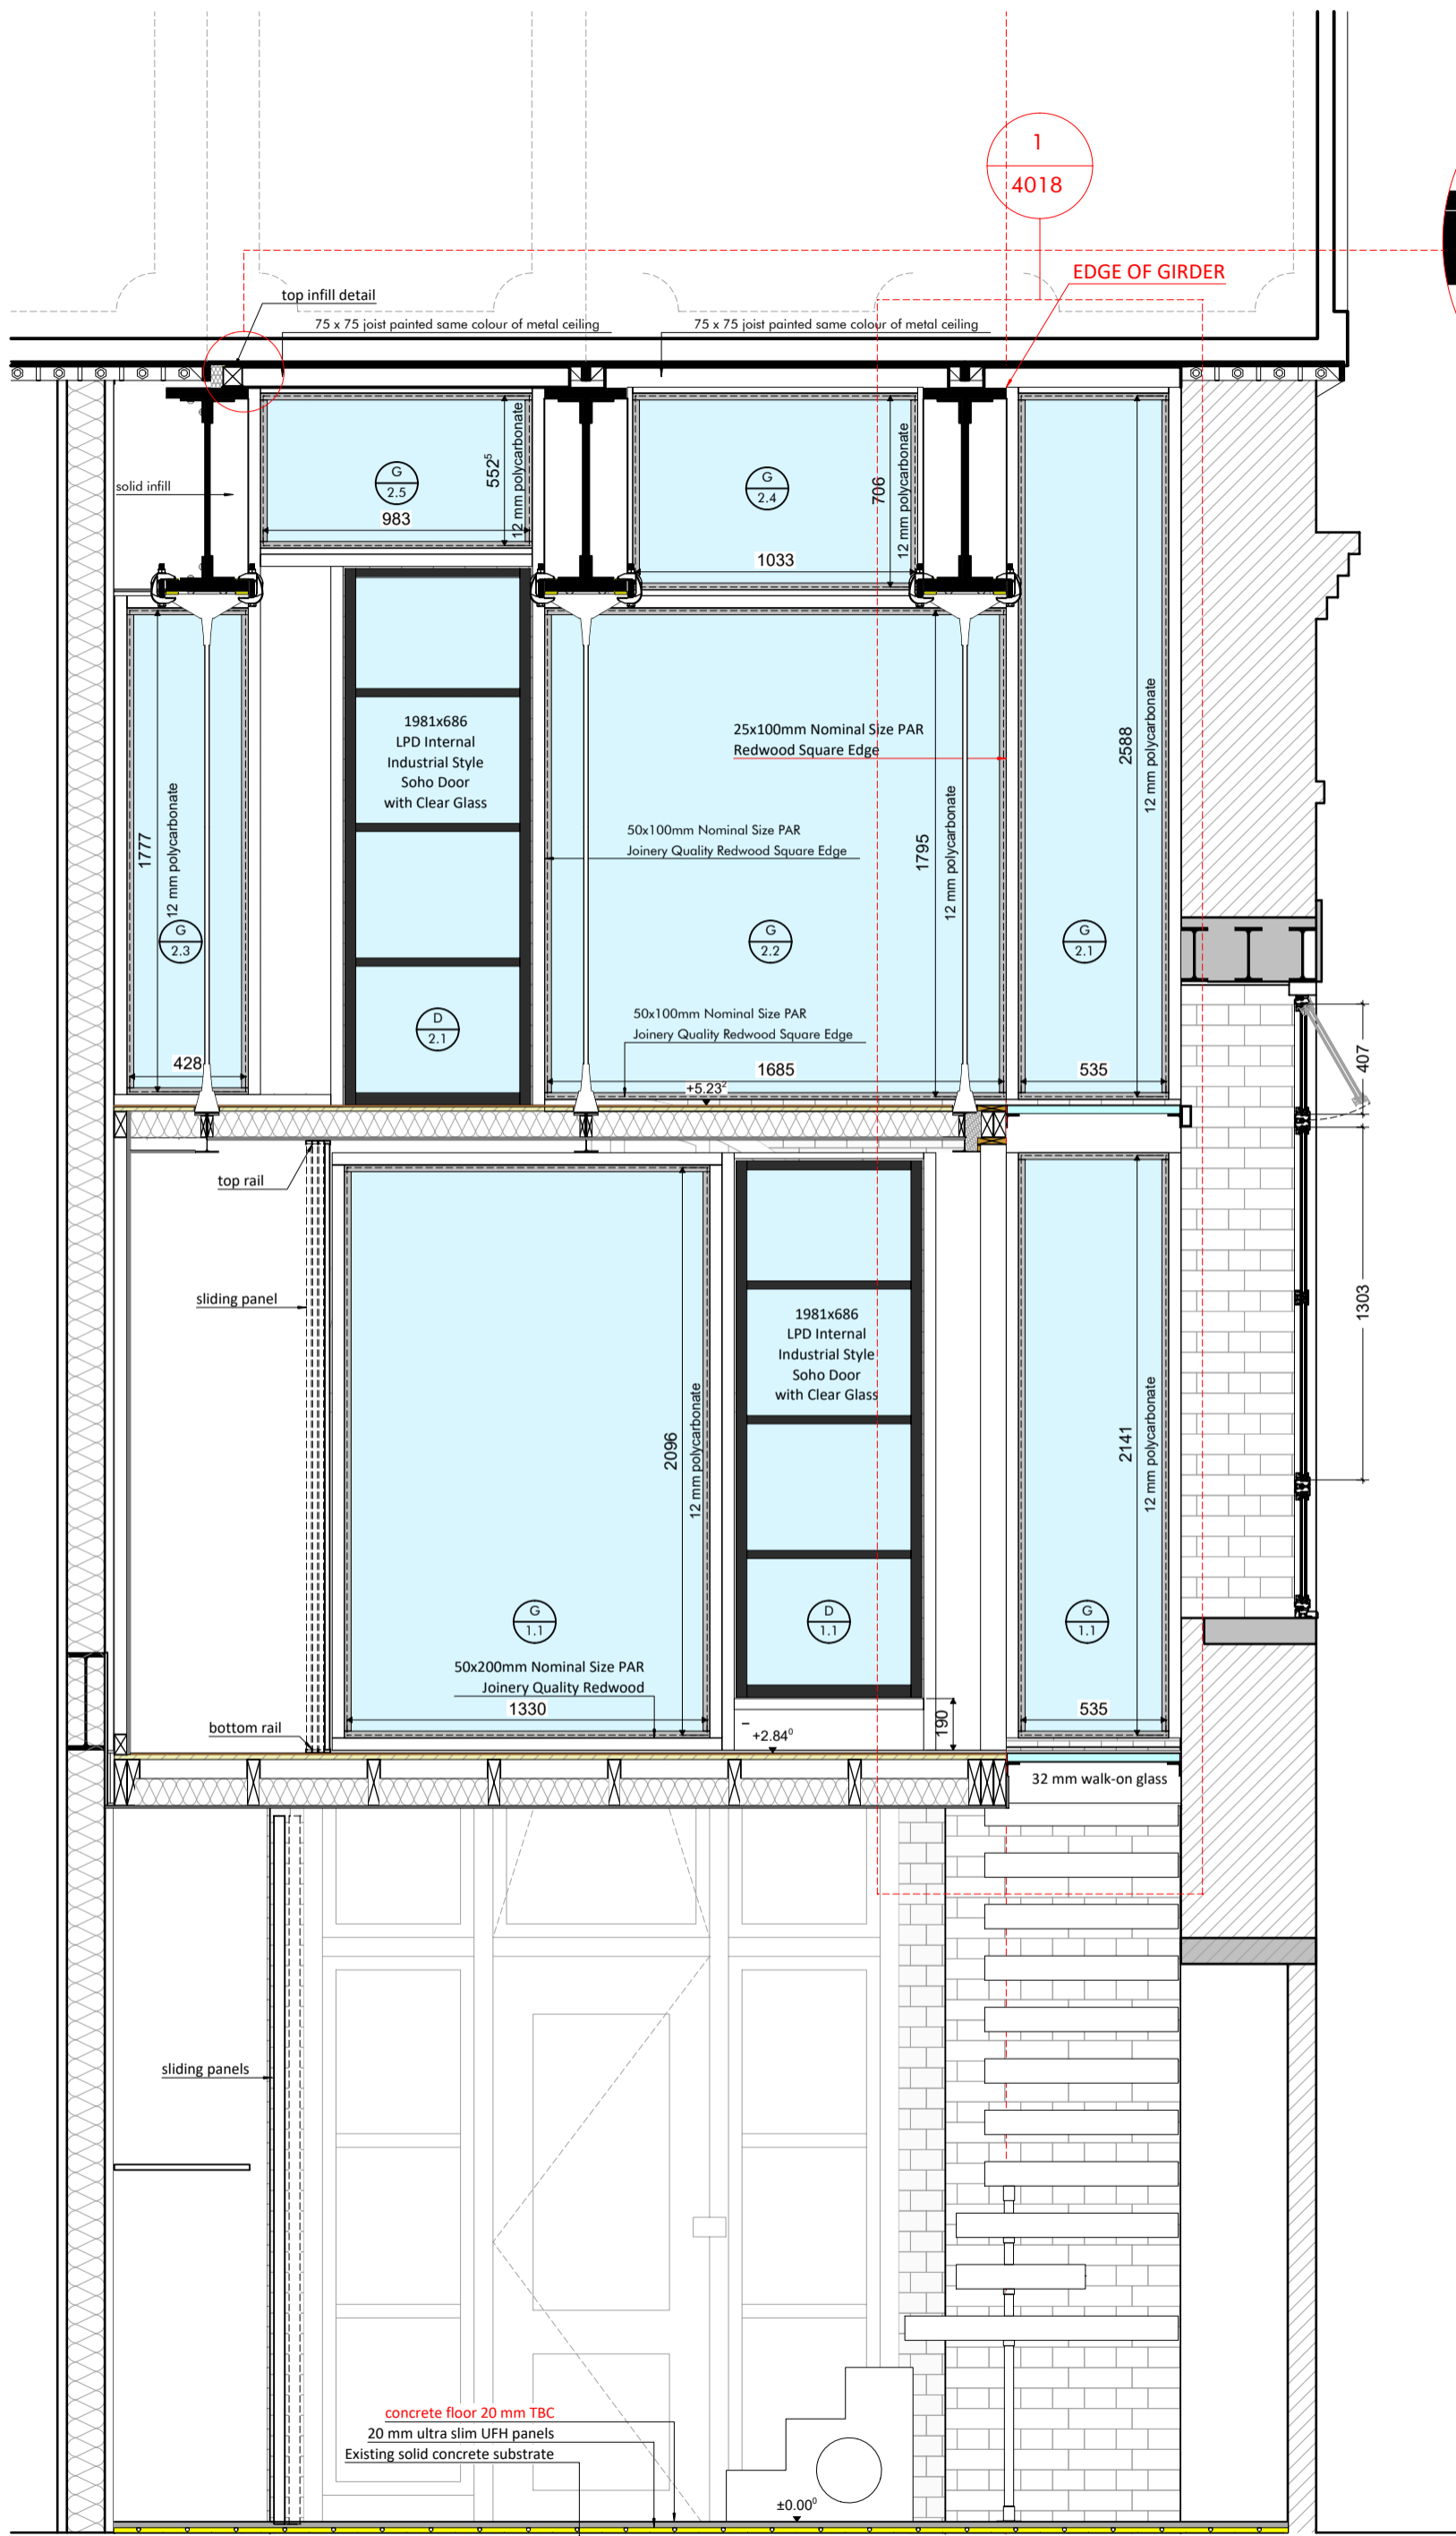 1
4018
EDGE OF GIRDER
top infill detail
75 x 75 joist painted same colour of metal ceiling
75 x 75 joist painted same colour of metal ceiling
solid infill
G
2.5
983
552⁵
12 mm polycarbonate
G
2.4
1033
706
12 mm polycarbonate
1981x686
LPD Internal
Industrial Style
Soho Door
with Clear Glass
25x100mm Nominal Size PAR
Redwood Square Edge
2588
12 mm polycarbonate
1777
12 mm polycarbonate
50x100mm Nominal Size PAR
Joinery Quality Redwood Square Edge
1795
12 mm polycarbonate
G
2.3
G
2.2
G
2.1
D
2.1
50x100mm Nominal Size PAR
Joinery Quality Redwood Square Edge
428
1685
535
+5.23²
407
top rail
sliding panel
1303
1981x686
LPD Internal
Industrial Style
Soho Door
with Clear Glass
2096
12 mm polycarbonate
2141
12 mm polycarbonate
G
1.1
D
1.1
G
1.1
50x200mm Nominal Size PAR
Joinery Quality Redwood
1330
535
190
bottom rail
+2.84⁰
32 mm walk-on glass
sliding panels
concrete floor 20 mm TBC
20 mm ultra slim UFH panels
Existing solid concrete substrate
±0.00⁰